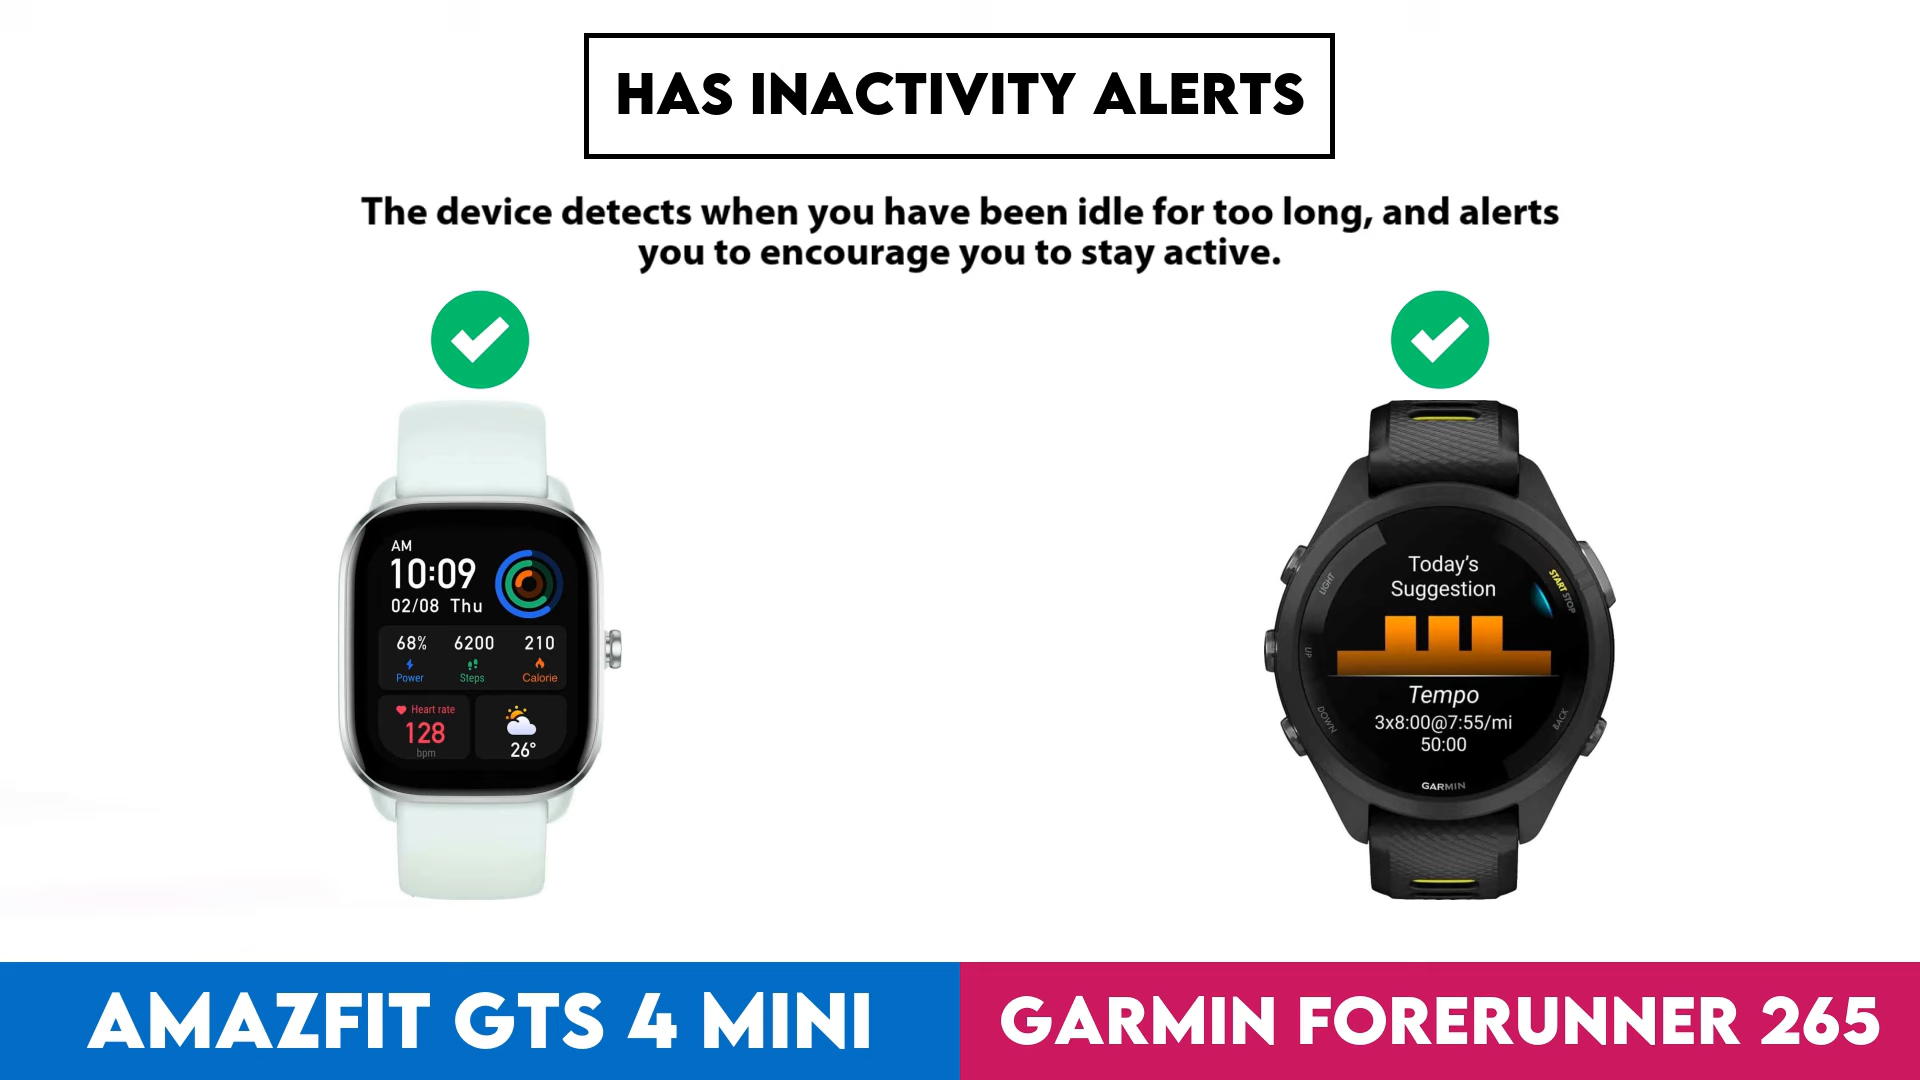 HAS INACTIVITY ALERTS
The device detects when you have been idle for too long, and alerts
you to encourage you to stay active.
AM
10:09
02/08 Thu
68% 6200 210
Power Steps Calorie
Heart rate
128
bpm
26°
Today's
Suggestion
Tempo
3x8:00@7:55/mi
50:00
GARMIN
LIGHT
START STOP
UP
DOWN
BACK
AMAZFIT GTS 4 MINI
GARMIN FORERUNNER 265